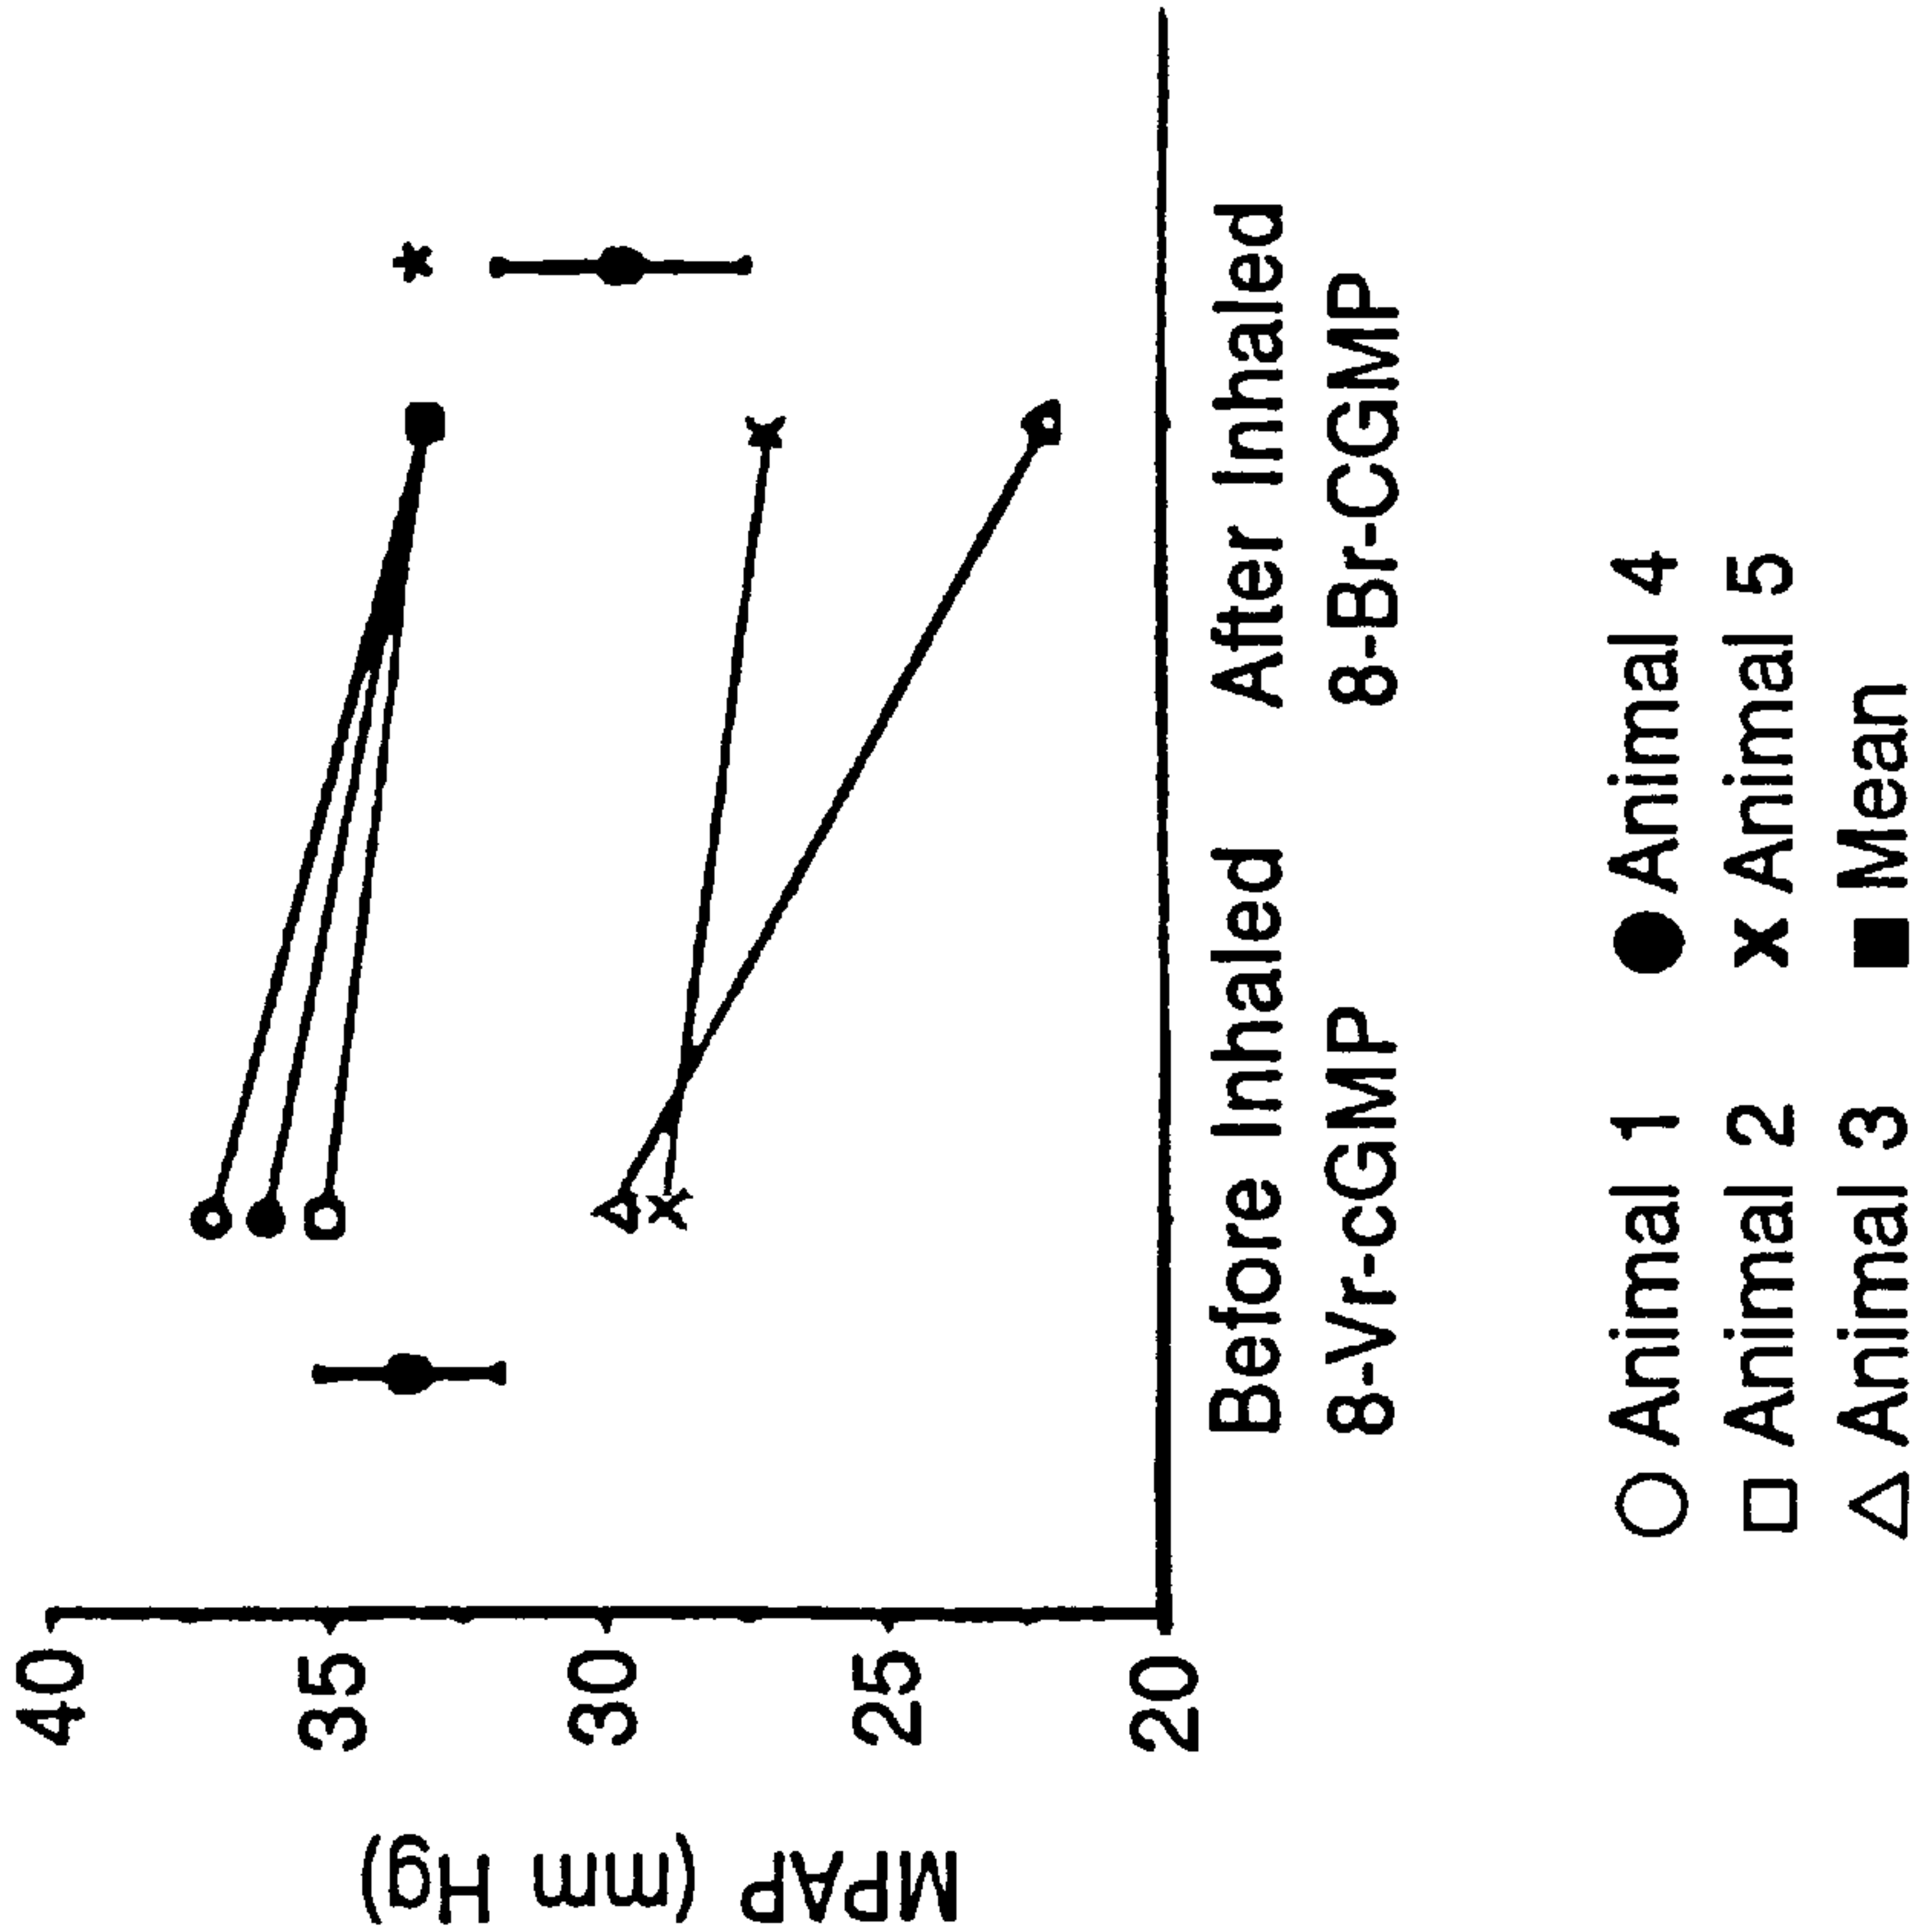 MPAP (mm Hg)
40
35
30
25
20
*
Before Inhaled
8-Vr-cGMP
After Inhaled
8-Br-CGMP
Animal 1
Animal 2
Animal 3
Animal 4
x Animal 5
Mean